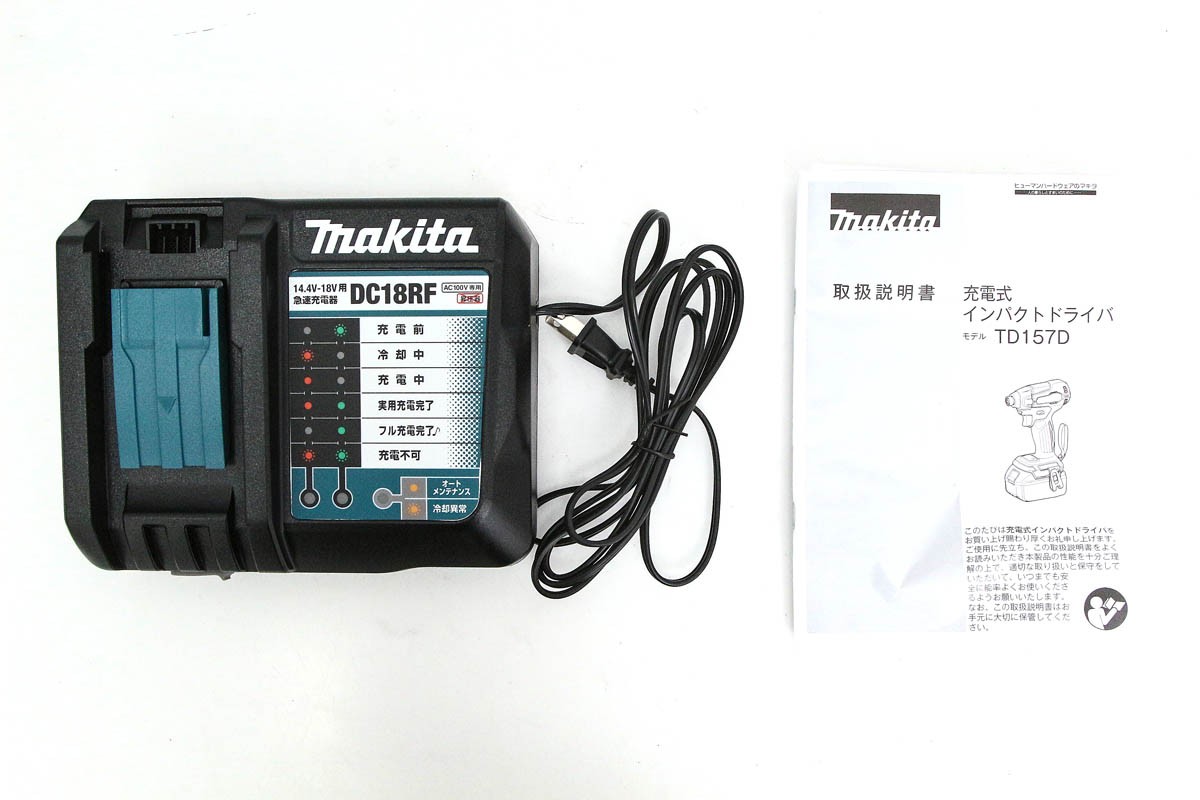 makita
14.4V-18V用
急速充電器
DC18RF
AC100V専用
充電前
冷却中
充電中
実用充電完了
フル充電完了♪
充電不可
オート
メンテナンス
冷却異常
ヒューマンハードウェアのマキタ
makita
取扱説明書
充電式
インパクトドライバ
モデル TD157D
このたびは充電式インパクトドライバを
お買い上げ賜わり厚くお礼申し上げます。
ご使用に先立ち、この取扱説明書をよく
お読みいただき本製品の性能を十分ご理
解の上で、適切な取り扱いと保守をして
いただいて、いつまでも安
全に能率よくお使いくださ
るようお願いいたします。
なお、この取扱説明書はお
手元に大切に保管してくだ
さい。